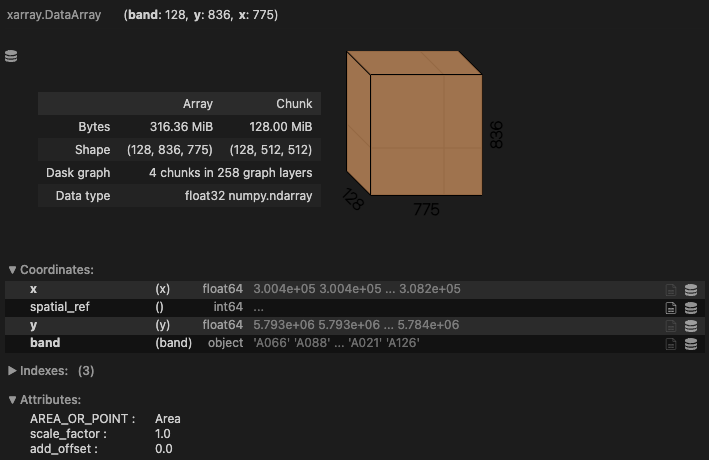 xarray.DataArray (band: 128, y: 836, x: 775)
Array Chunk
Bytes 316.36 MiB 128.00 MiB
Shape (128, 836, 775) (128, 512, 512)
Dask graph 4 chunks in 258 graph layers
Data type float32 numpy.ndarray
836
128
775
▼ Coordinates:
x (x) float64 3.004e+05 3.004e+05 ... 3.082e+05
spatial_ref () int64 ...
y (y) float64 5.793e+06 5.793e+06 ... 5.784e+06
band (band) object 'A066' 'A088' ... 'A021' 'A126'
► Indexes: (3)
▼ Attributes:
AREA_OR_POINT : Area
scale_factor : 1.0
add_offset : 0.0